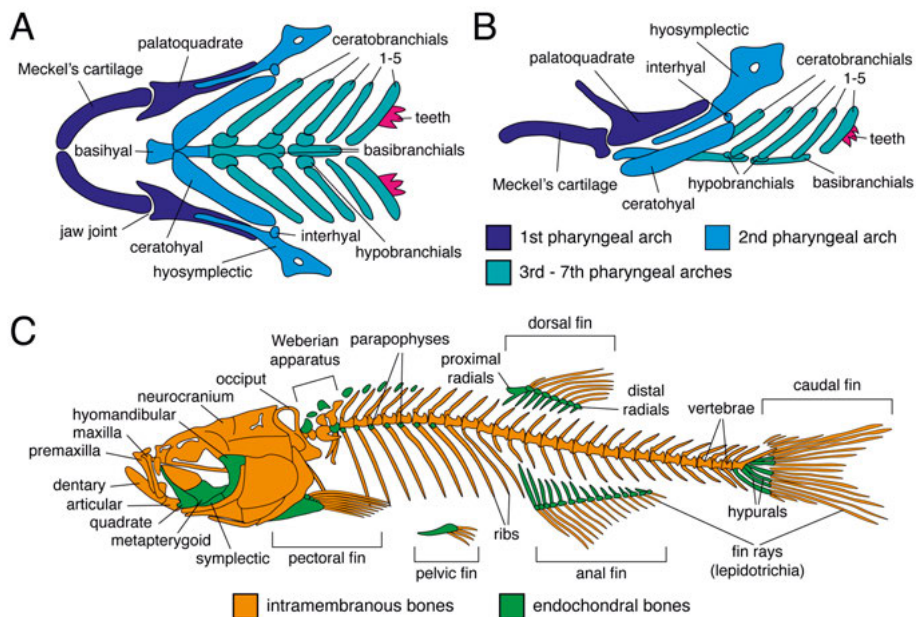 A
palatoquadrate
Meckel's cartilage
ceratobranchials
1-5
teeth
basihyal
basibranchials
jaw joint
ceratohyal
hyosymplectic
interhyal
hypobranchials
B
hyosymplectic
palatoquadrate
interhyal
ceratobranchials
1-5
teeth
Meckel's cartilage
ceratohyal
hypobranchials
basibranchials
1st pharyngeal arch
2nd pharyngeal arch
3rd - 7th pharyngeal arches
C
Weberian
apparatus
parapophyses
dorsal fin
proximal
radials
distal
radials
caudal fin
vertebrae
occiput
neurocranium
hyomandibular
maxilla
premaxilla
dentary
articular
quadrate
metapterygoid
symplectic
pectoral fin
pelvic fin
ribs
anal fin
hypurals
fin rays
(lepidotrichia)
intramembranous bones
endochondral bones